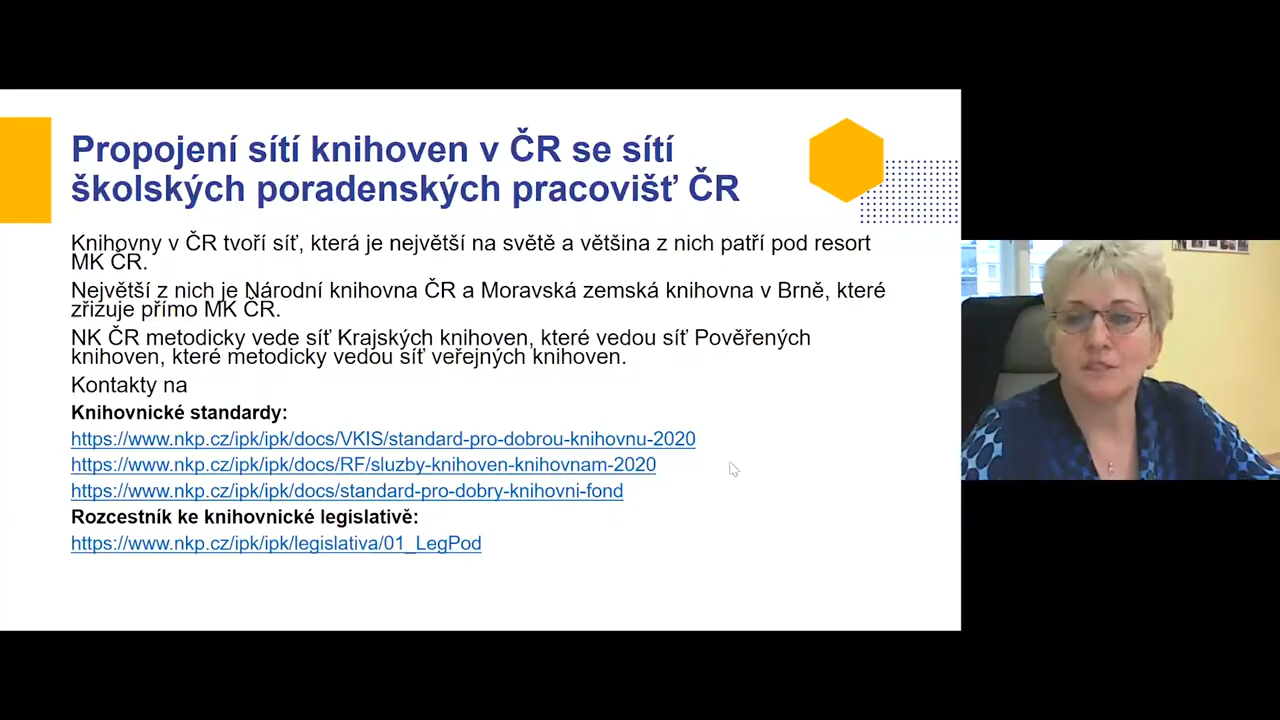 Propojení sítí knihoven v ČR se sítí
školských poradenských pracovišť ČR
Knihovny v ČR tvoří síť, která je největší na světě a většina z nich patří pod resort
MK ČR.
Největší z nich je Národní knihovna ČR a Moravská zemská knihovna v Brně, které
zřizuje přímo MK ČR.
NK ČR metodicky vede síť Krajských knihoven, které vedou síť Pověřených
knihoven, které metodicky vedou síť veřejných knihoven.
Kontakty na
Knihovnické standardy:
https://www.nkp.cz/ipk/ipk/docs/VKIS/standard-pro-dobrou-knihovnu-2020
https://www.nkp.cz/ipk/ipk/docs/RF/sluzby-knihoven-knihovnam-2020
https://www.nkp.cz/ipk/ipk/docs/standard-pro-dobry-knihovni-fond
Rozcestník ke knihovnické legislativě:
https://www.nkp.cz/ipk/ipk/legislativa/01_LegPod